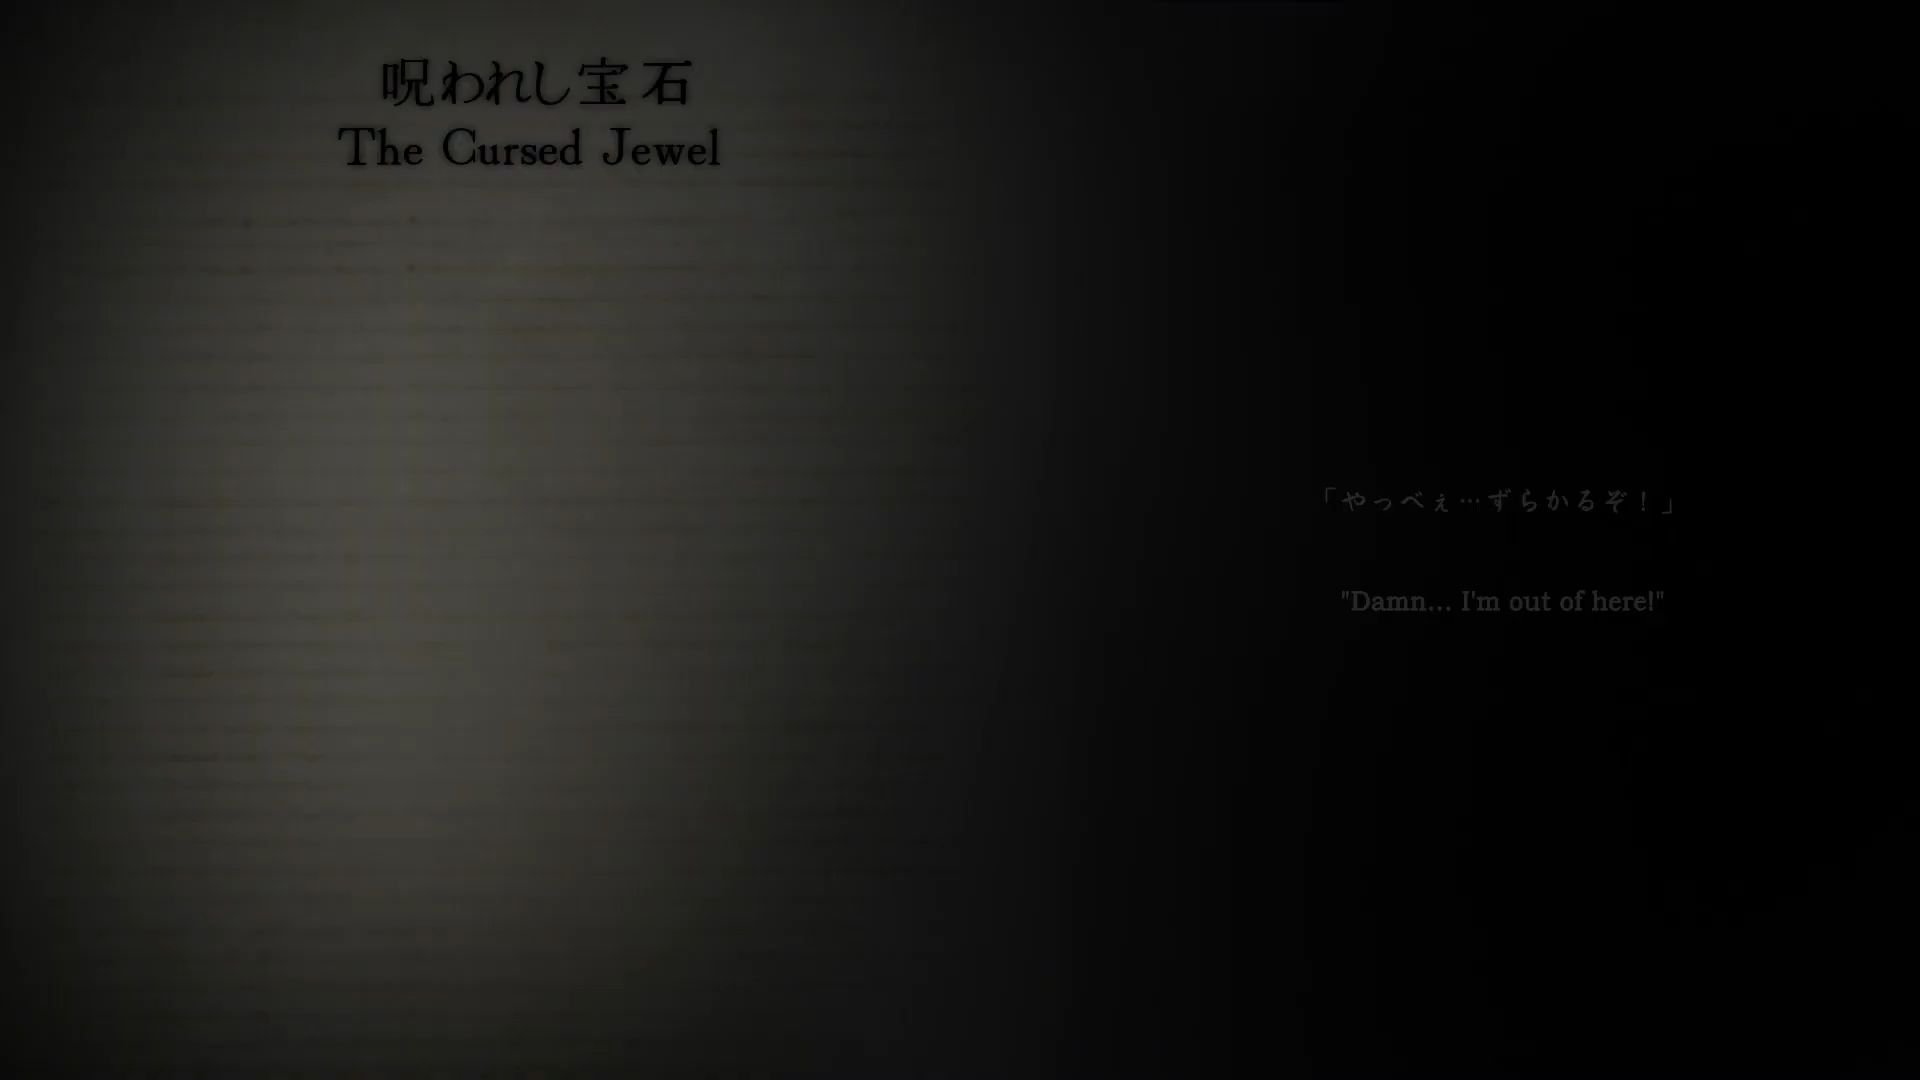 呪われし宝石
The Cursed Jewel
「やっべぇ…ずらかるぞ！」
"Damn... I'm out of here!"